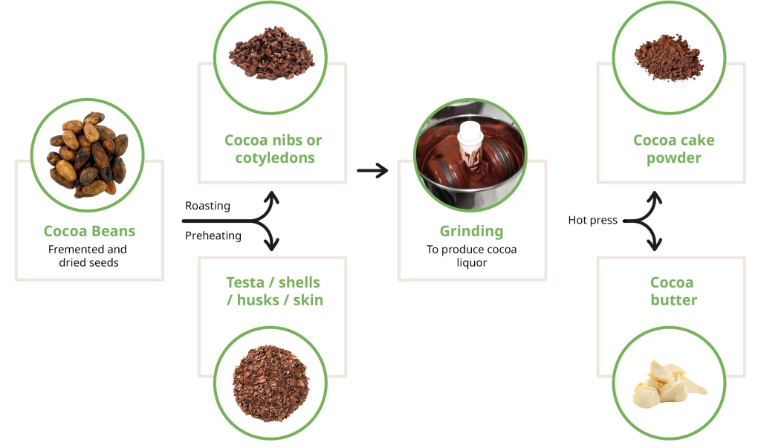 Cocoa Beans
Fremented and
dried seeds
Roasting
Preheating
Cocoa nibs or
cotyledons
Testa / shells
/ husks / skin
Grinding
To produce cocoa
liquor
Hot press
Cocoa cake
powder
Cocoa
butter